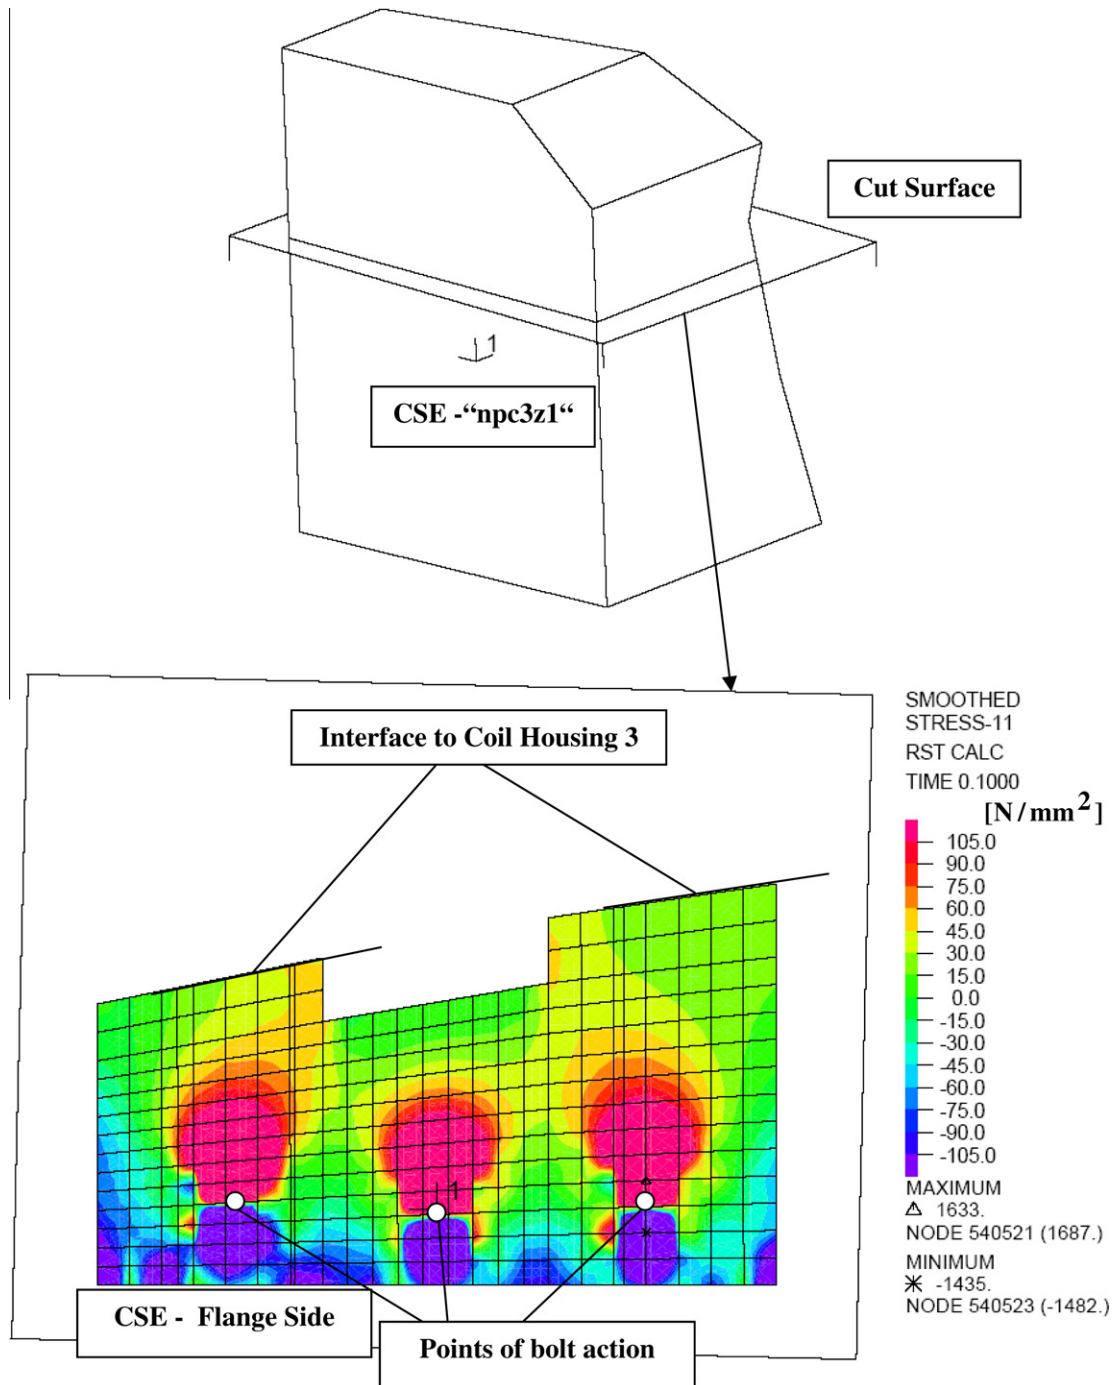 Cut Surface
1
CSE -“npc3z1“
Interface to Coil Housing 3
SMOOTHED
STRESS-11
RST CALC
TIME 0.1000
[N/mm2]
105.0
90.0
75.0
60.0
45.0
30.0
15.0
0.0
-15.0
-30.0
-45.0
-60.0
-75.0
-90.0
-105.0
MAXIMUM
1633.
NODE 540521 (1687.)
MINIMUM
-1435.
NODE 540523 (-1482.)
1
CSE - Flange Side
Points of bolt action